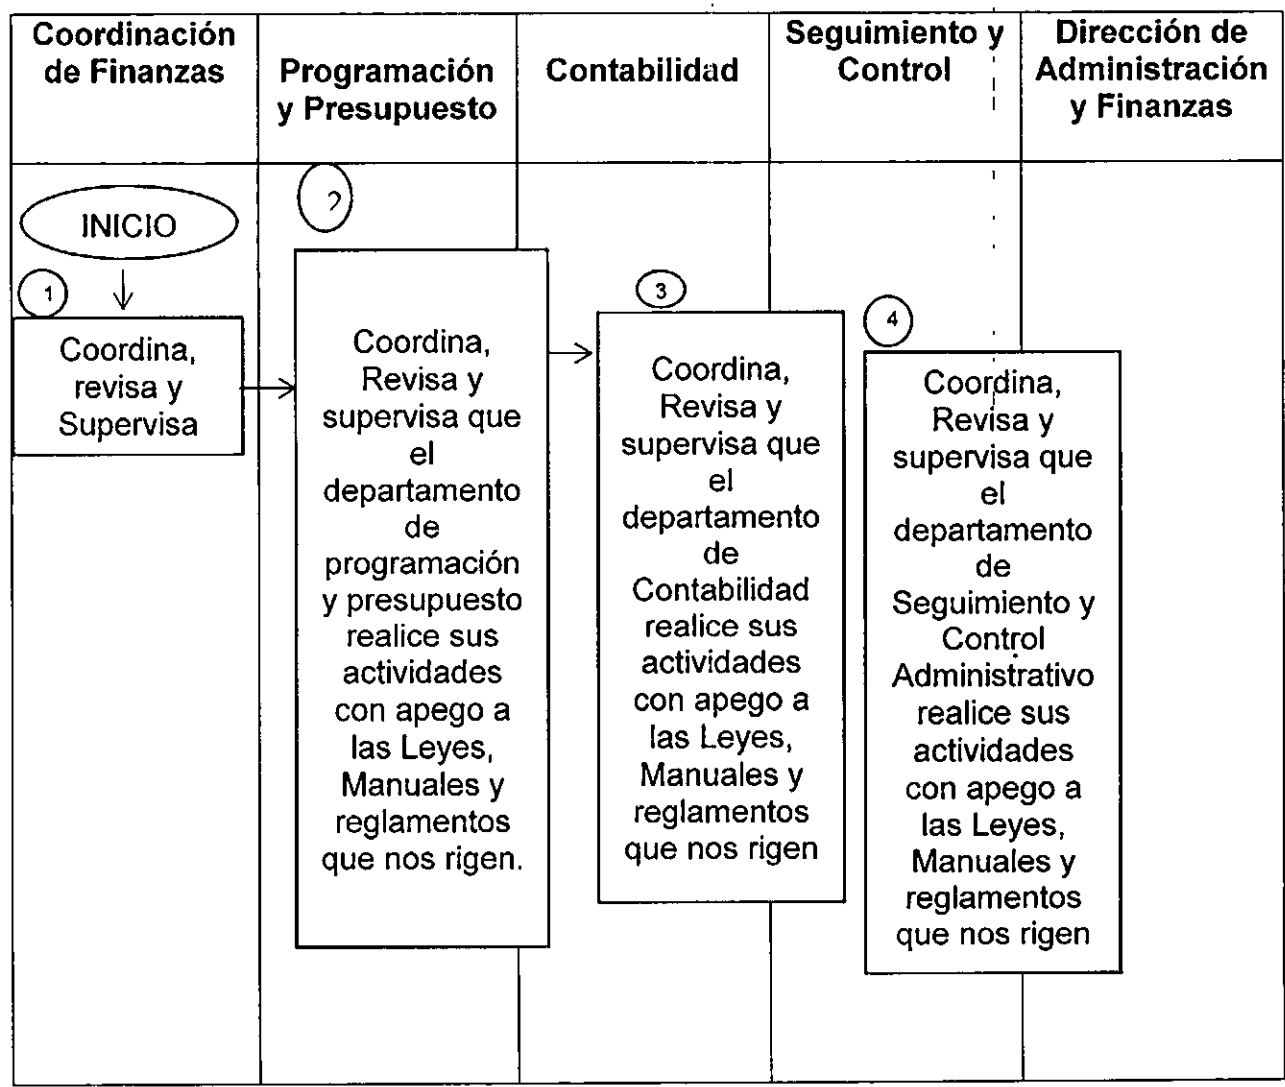 Coordinación
de Finanzas
Programación
y Presupuesto
Contabilidad
Seguimiento y
Control
Dirección de
Administración
y Finanzas
INICIO
1
Coordina,
revisa y
Supervisa
2
Coordina,
Revisa y
supervisa que
el
departamento
de
programación
y presupuesto
realice sus
actividades
con apego a
las Leyes,
Manuales y
reglamentos
que nos rigen.
3
Coordina,
Revisa y
supervisa que
el
departamento
de
Contabilidad
realice sus
actividades
con apego a
las Leyes,
Manuales y
reglamentos
que nos rigen
4
Coordina,
Revisa y
supervisa que
el
departamento
de
Seguimiento y
Control
Administrativo
realice sus
actividades
con apego a
las Leyes,
Manuales y
reglamentos
que nos rigen